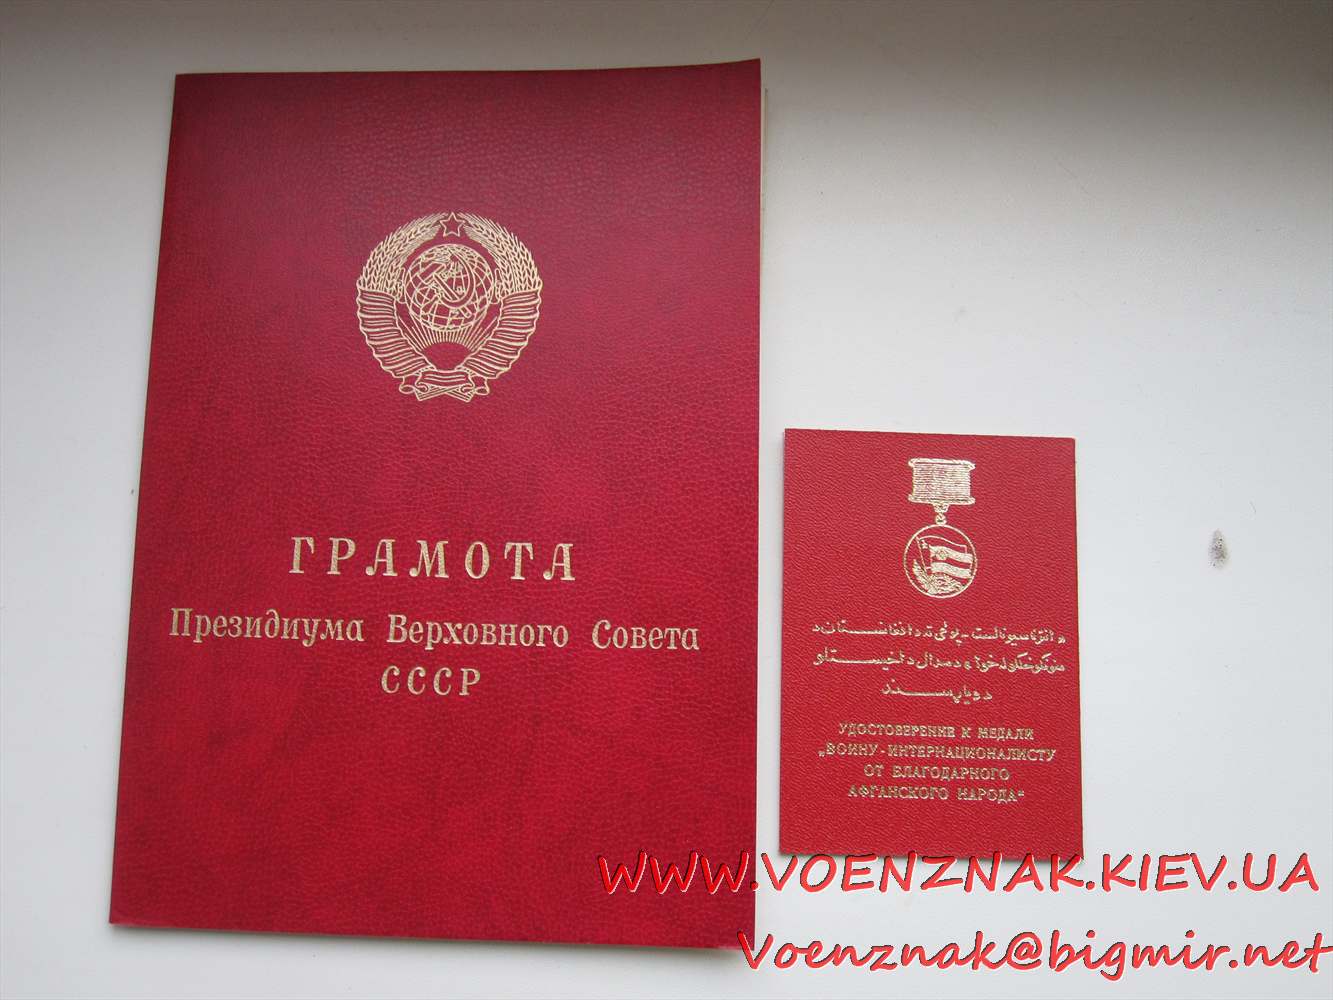 ГРАМОТА
Президиума Верховного Совета
СССР
УДОСТОВЕРЕНИЕ К МЕДАЛИ
„ВОИНУ-ИНТЕРНАЦИОНАЛИСТУ
ОТ БЛАГОДАРНОГО
АФГАНСКОГО НАРОДА“
WWW.VOENZNAK.KIEV.UA
Voenznak@bigmir.net